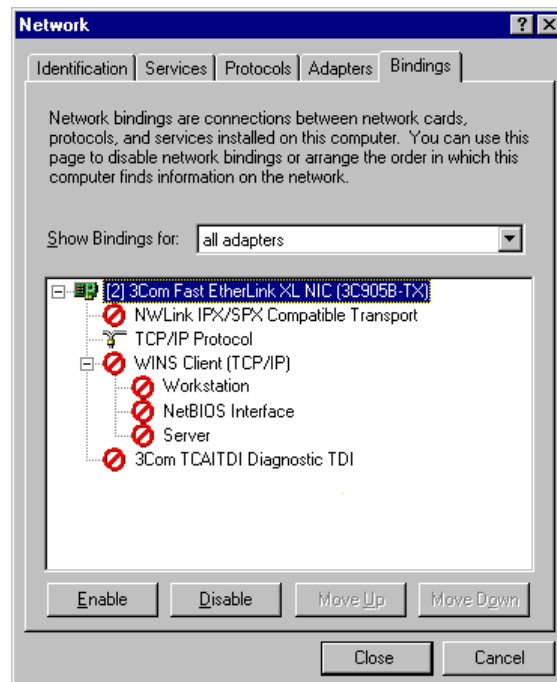 Network
Identification Services Protocols Adapters Bindings
Network bindings are connections between network cards,
protocols, and services installed on this computer. You can use this
page to disable network bindings or arrange the order in which this
computer finds information on the network.
Show Bindings for: all adapters
[2] 3Com Fast EtherLink XL NIC (3C905B-TX)
NWLink IPX/SPX Compatible Transport
TCP/IP Protocol
WINS Client (TCP/IP)
Workstation
NetBIOS Interface
Server
3Com TCAITDI Diagnostic TDI
Enable Disable Move Up Move Down
Close Cancel